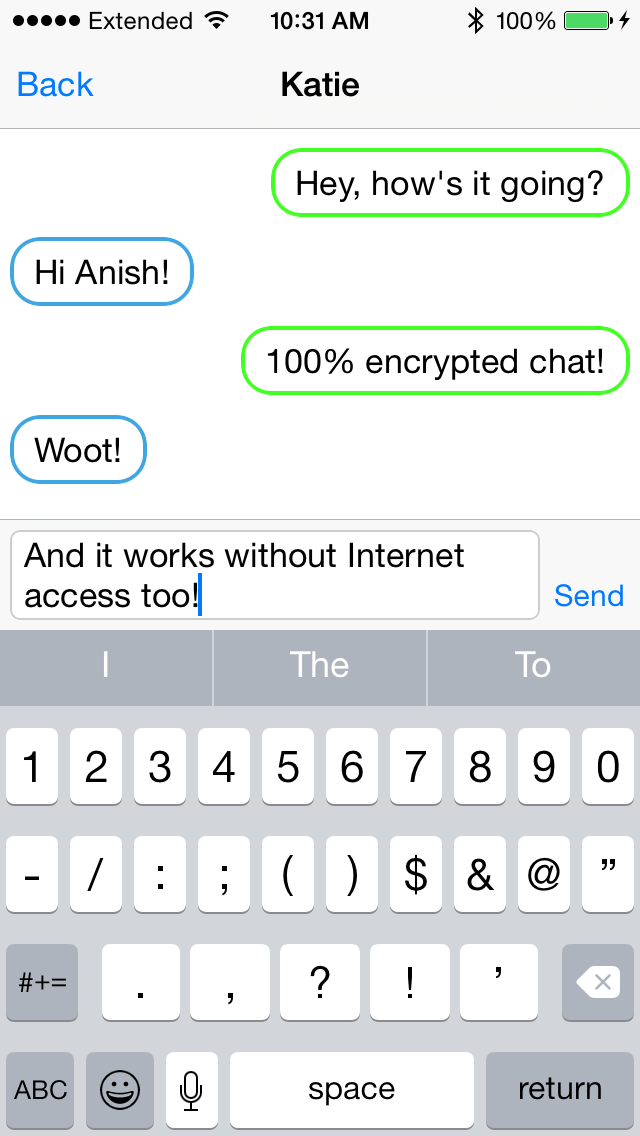 Extended 10:31 AM 100%
Back Katie
Hey, how's it going?
Hi Anish!
100% encrypted chat!
Woot!
And it works without Internet
access too!
Send
I The To
1 2 3 4 5 6 7 8 9 0
- / : ; ( ) $ & @ ”
#+= . , ? ! ’
ABC space return